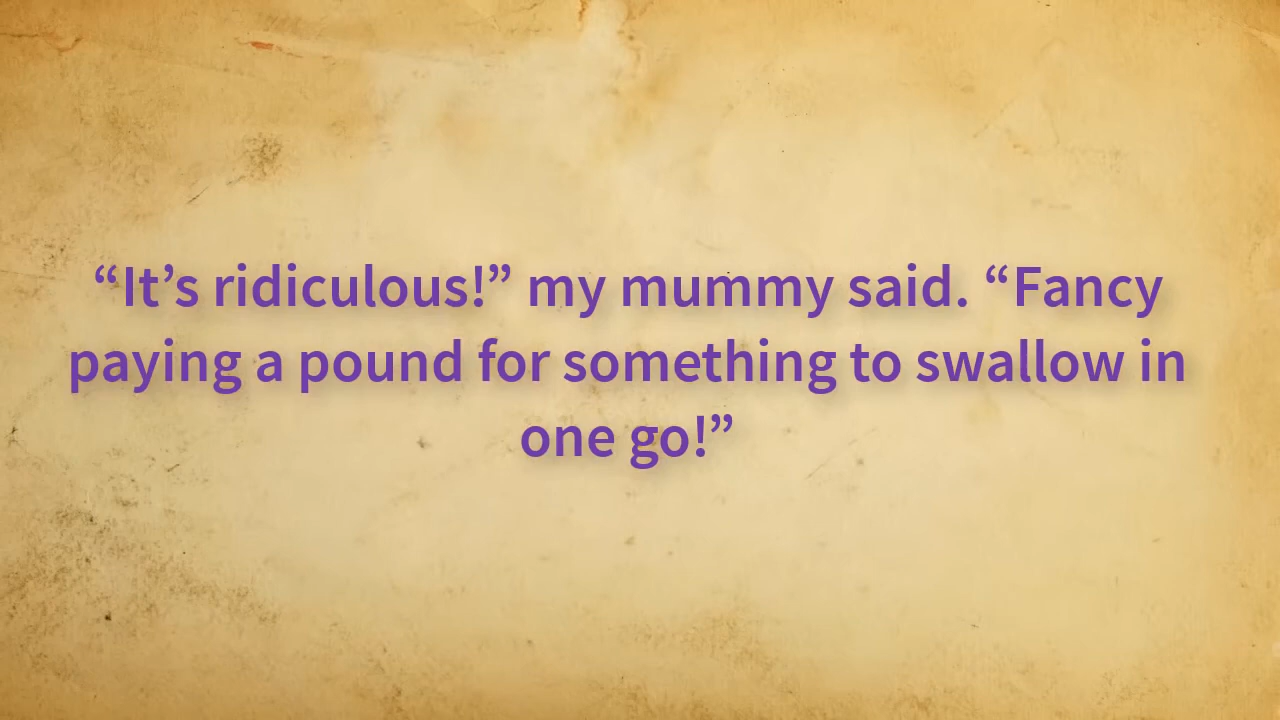 “It’s ridiculous!” my mummy said. “Fancy
paying a pound for something to swallow in
one go!”